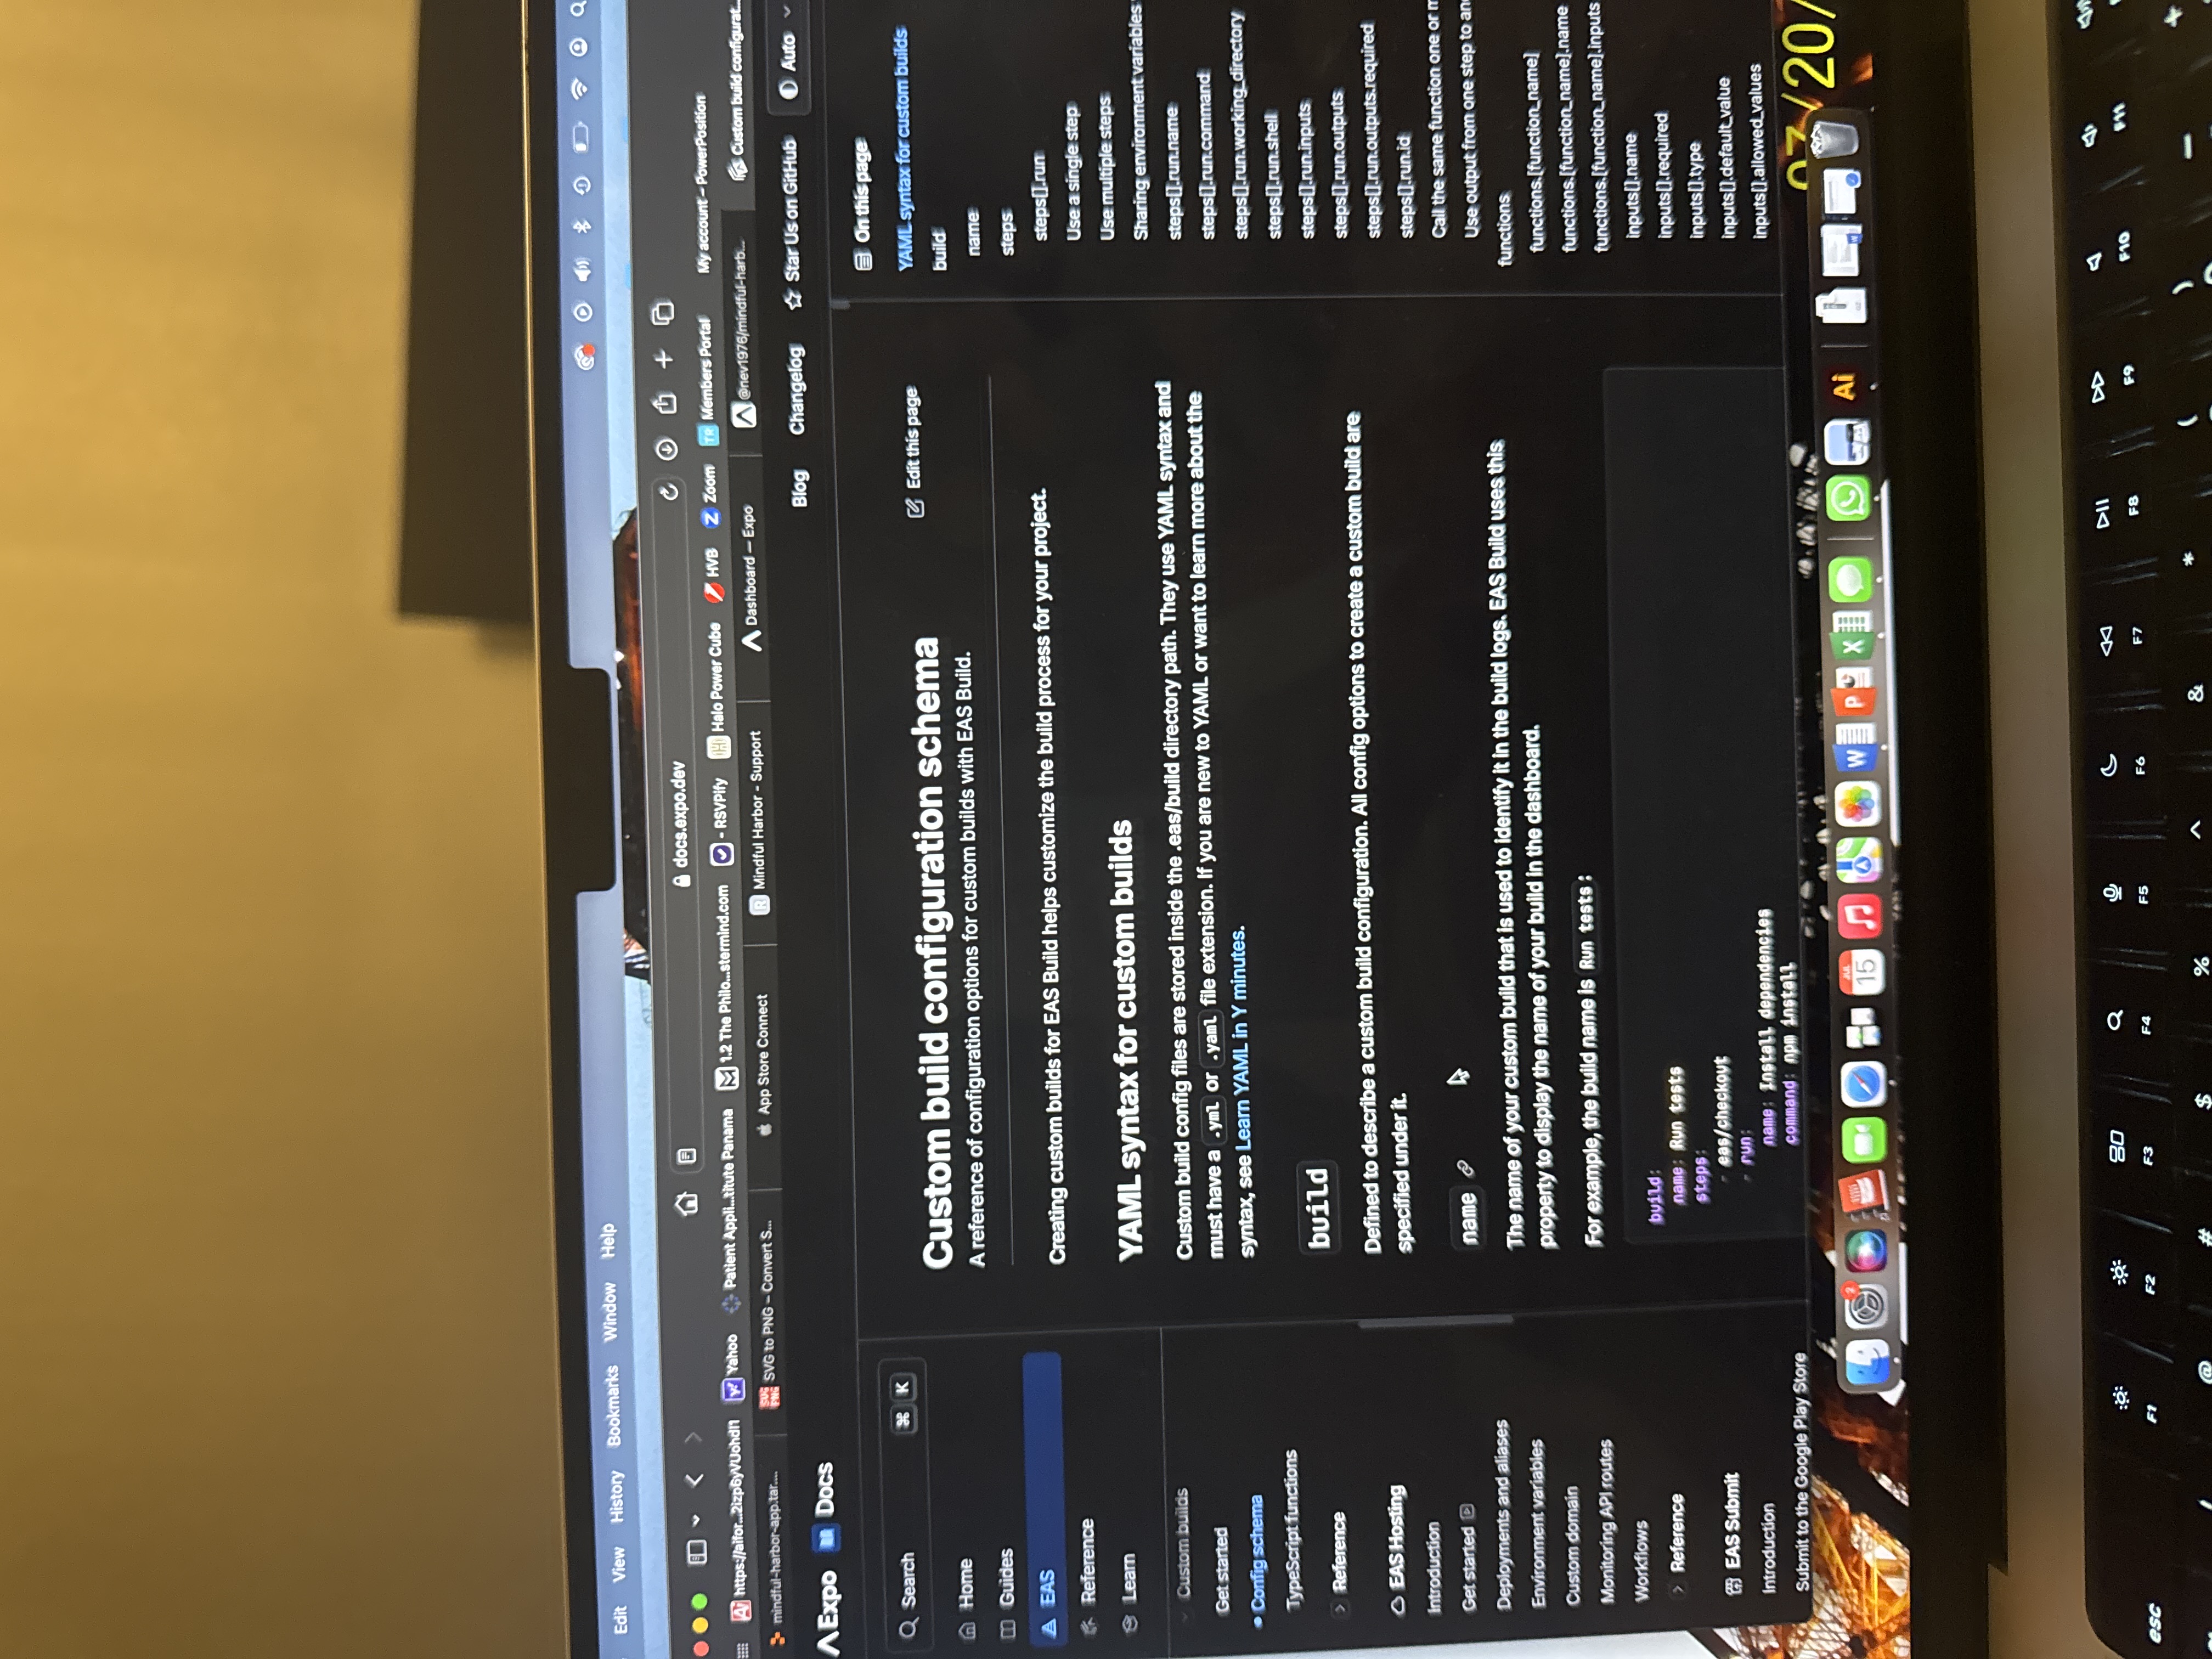 Edit View History Bookmarks Window Help
docs.expo.dev
https://aifor...2izp6yVUohdI1 Yahoo Patient Appli...titute Panama 1.2 The Philo...stermind.com - RSVPify Halo Power Cube HVB Zoom Members Portal My account – PowerPosition
mindful-harbor-app.tar.... SVG to PNG – Convert S... App Store Connect Mindful Harbor - Support Dashboard — Expo @nev1976/mindful-harb... Custom build configurat...
Expo Docs
Blog Changelog Star Us on GitHub Auto
Search ⌘ K
Home
Guides
EAS
Reference
Learn
Custom builds
Get started
Config schema
TypeScript functions
Reference
EAS Hosting
Introduction
Get started
Deployments and aliases
Environment variables
Custom domain
Monitoring API routes
Workflows
Reference
EAS Submit
Introduction
Submit to the Google Play Store
Custom build configuration schema
Edit this page
A reference of configuration options for custom builds with EAS Build.
Creating custom builds for EAS Build helps customize the build process for your project.
YAML syntax for custom builds
Custom build config files are stored inside the .eas/build directory path. They use YAML syntax and
must have a .yml or .yaml file extension. If you are new to YAML or want to learn more about the
syntax, see Learn YAML in Y minutes.
build
Defined to describe a custom build configuration. All config options to create a custom build are
specified under it.
name
The name of your custom build that is used to identify it in the build logs. EAS Build uses this
property to display the name of your build in the dashboard.
For example, the build name is Run tests:
build:
name: Run tests
steps:
- eas/checkout
- run:
name: Install dependencies
command: npm install
On this page
YAML syntax for custom builds
build
name
steps
steps[].run
Use a single step
Use multiple steps
Sharing environment variables
steps[].run.name
steps[].run.command
steps[].run.working_directory
steps[].run.shell
steps[].run.inputs
steps[].run.outputs
steps[].run.outputs.required
steps[].run.id
Call the same function one or m
Use output from one step to an
functions
functions.[function_name]
functions.[function_name].name
functions.[function_name].inputs
inputs[].name
inputs[].required
inputs[].type
inputs[].default_value
inputs[].allowed_values
07/20/
2
JUL
15
W P X Ai
esc F1 F2 F3 F4 F5 F6 F7 F8 F9 F10 F11
@ # $ % ^ & * ( ) – +